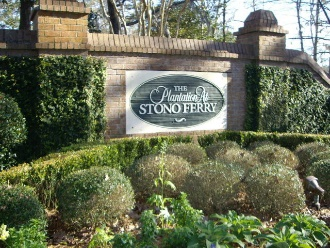 THE
Plantation At
STONO FERRY